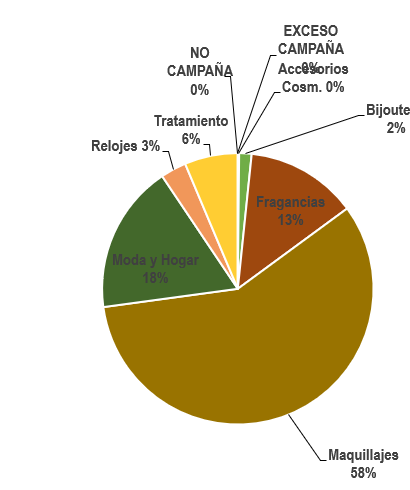 EXCESO
CAMPAÑA
0%
NO
CAMPAÑA
0%
Accesorios
Cosm. 0%
Bijoute
2%
Tratamiento
6%
Relojes 3%
Fragancias
13%
Moda y Hogar
18%
Maquillajes
58%